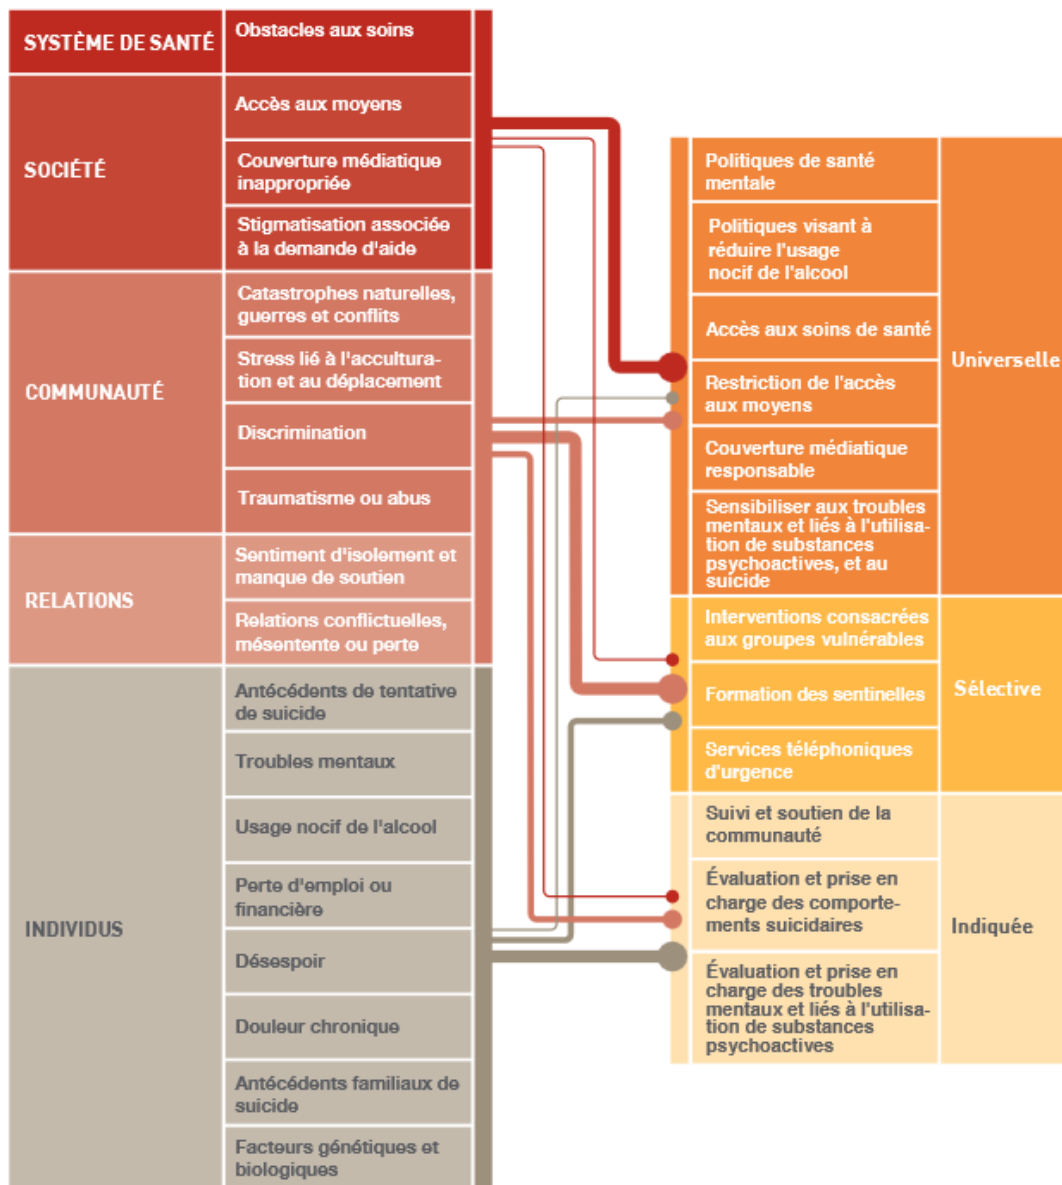 SYSTÈME DE SANTÉ
Obstacles aux soins
SOCIÉTÉ
Accès aux moyens
Couverture médiatique
inappropriée
Stigmatisation associée
à la demande d'aide
COMMUNAUTÉ
Catastrophes naturelles,
guerres et conflits
Stress lié à l'accultura-
tion et au déplacement
Discrimination
Traumatisme ou abus
RELATIONS
Sentiment d'isolement et
manque de soutien
Relations conflictuelles,
mésentente ou perte
INDIVIDUS
Antécédents de tentative
de suicide
Troubles mentaux
Usage nocif de l'alcool
Perte d'emploi ou
financière
Désespoir
Douleur chronique
Antécédents familiaux de
suicide
Facteurs génétiques et
biologiques
Politiques de santé
mentale
Politiques visant à
réduire l'usage
nocif de l'alcool
Accès aux soins de santé
Restriction de l'accès
aux moyens
Couverture médiatique
responsable
Sensibiliser aux troubles
mentaux et liés à l'utilisa-
tion de substances
psychoactives, et au
suicide
Universelle
Interventions consacrées
aux groupes vulnérables
Formation des sentinelles
Services téléphoniques
d'urgence
Sélective
Suivi et soutien de la
communauté
Évaluation et prise en
charge des comporte-
ments suicidaires
Évaluation et prise en
charge des troubles
mentaux et liés à l'utilisa-
tion de substances
psychoactives
Indiquée